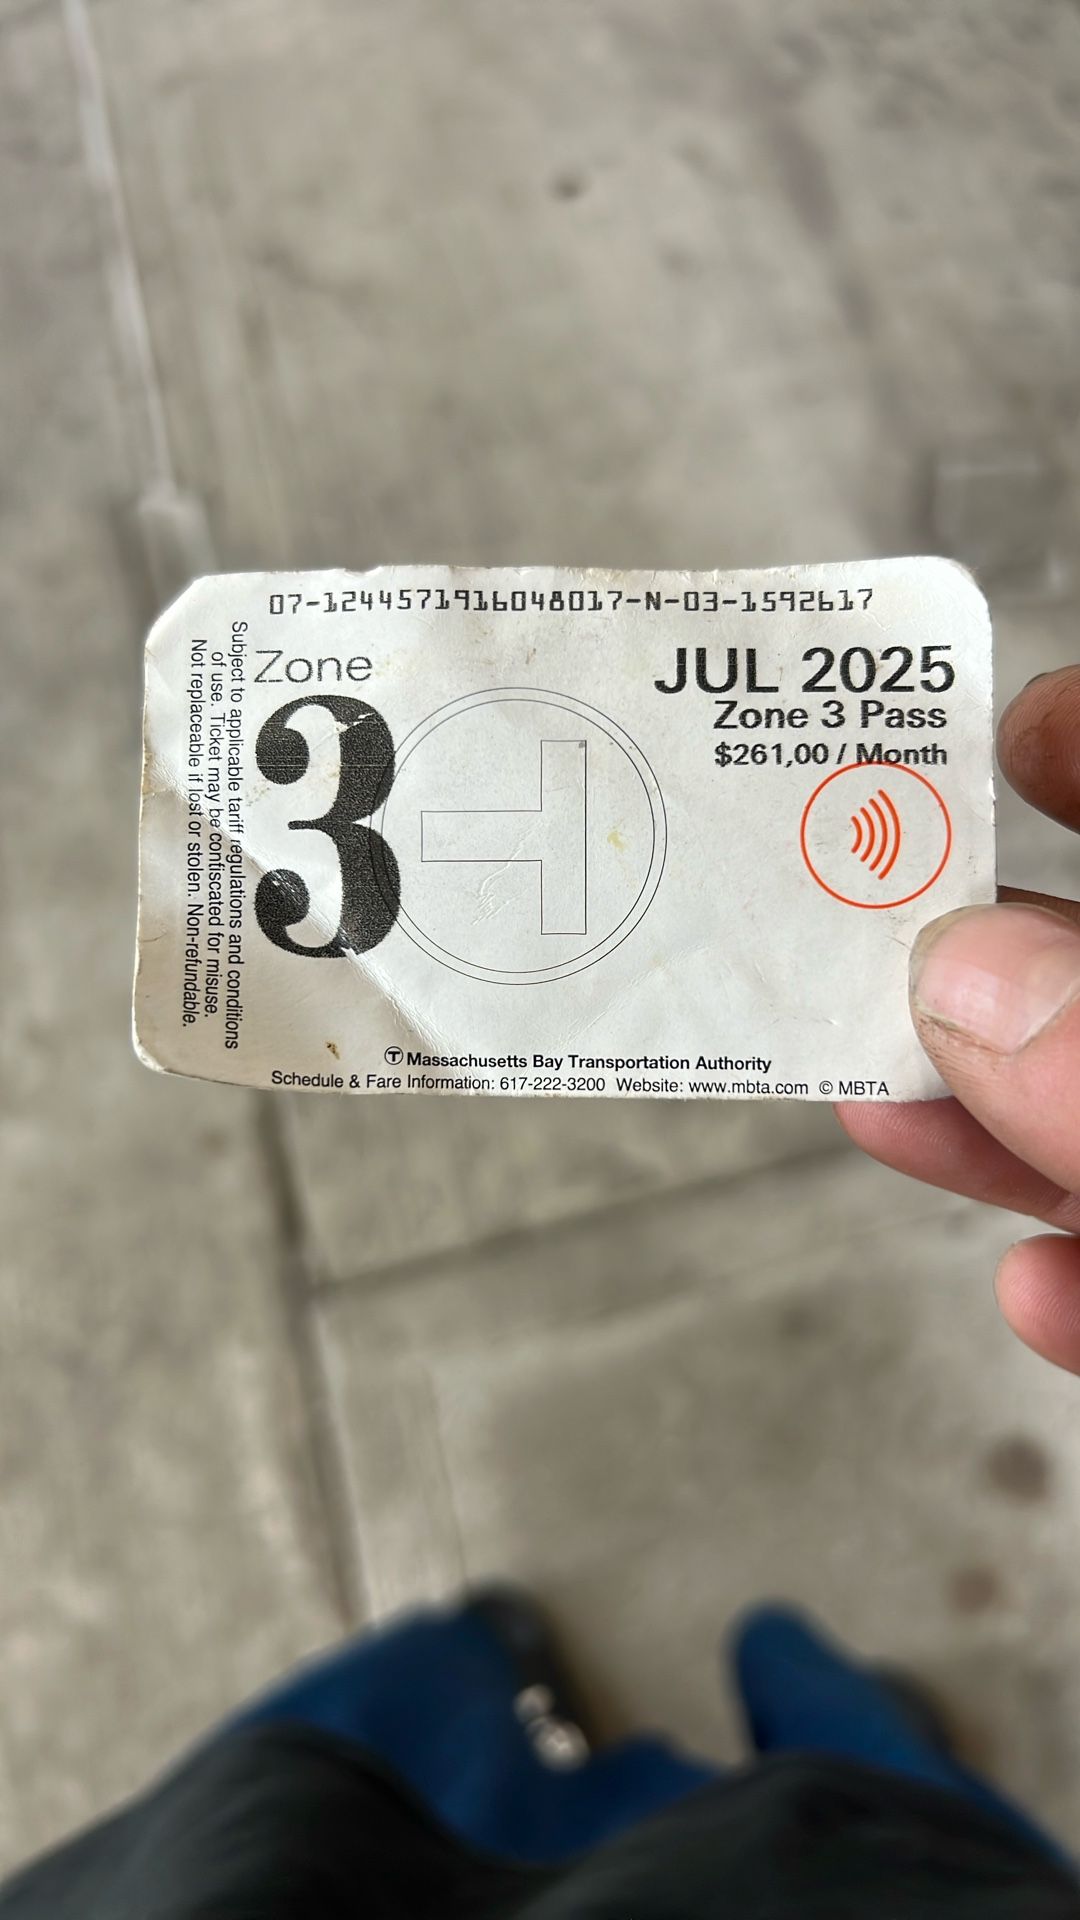 07-1244571916048017-N-03-1592617
Subject to applicable tariff regulations and conditions
of use. Ticket may be confiscated for misuse.
Not replaceable if lost or stolen. Non-refundable.
Zone
3
T
JUL 2025
Zone 3 Pass
$261,00 / Month
T Massachusetts Bay Transportation Authority
Schedule & Fare Information: 617-222-3200 Website: www.mbta.com © MBTA